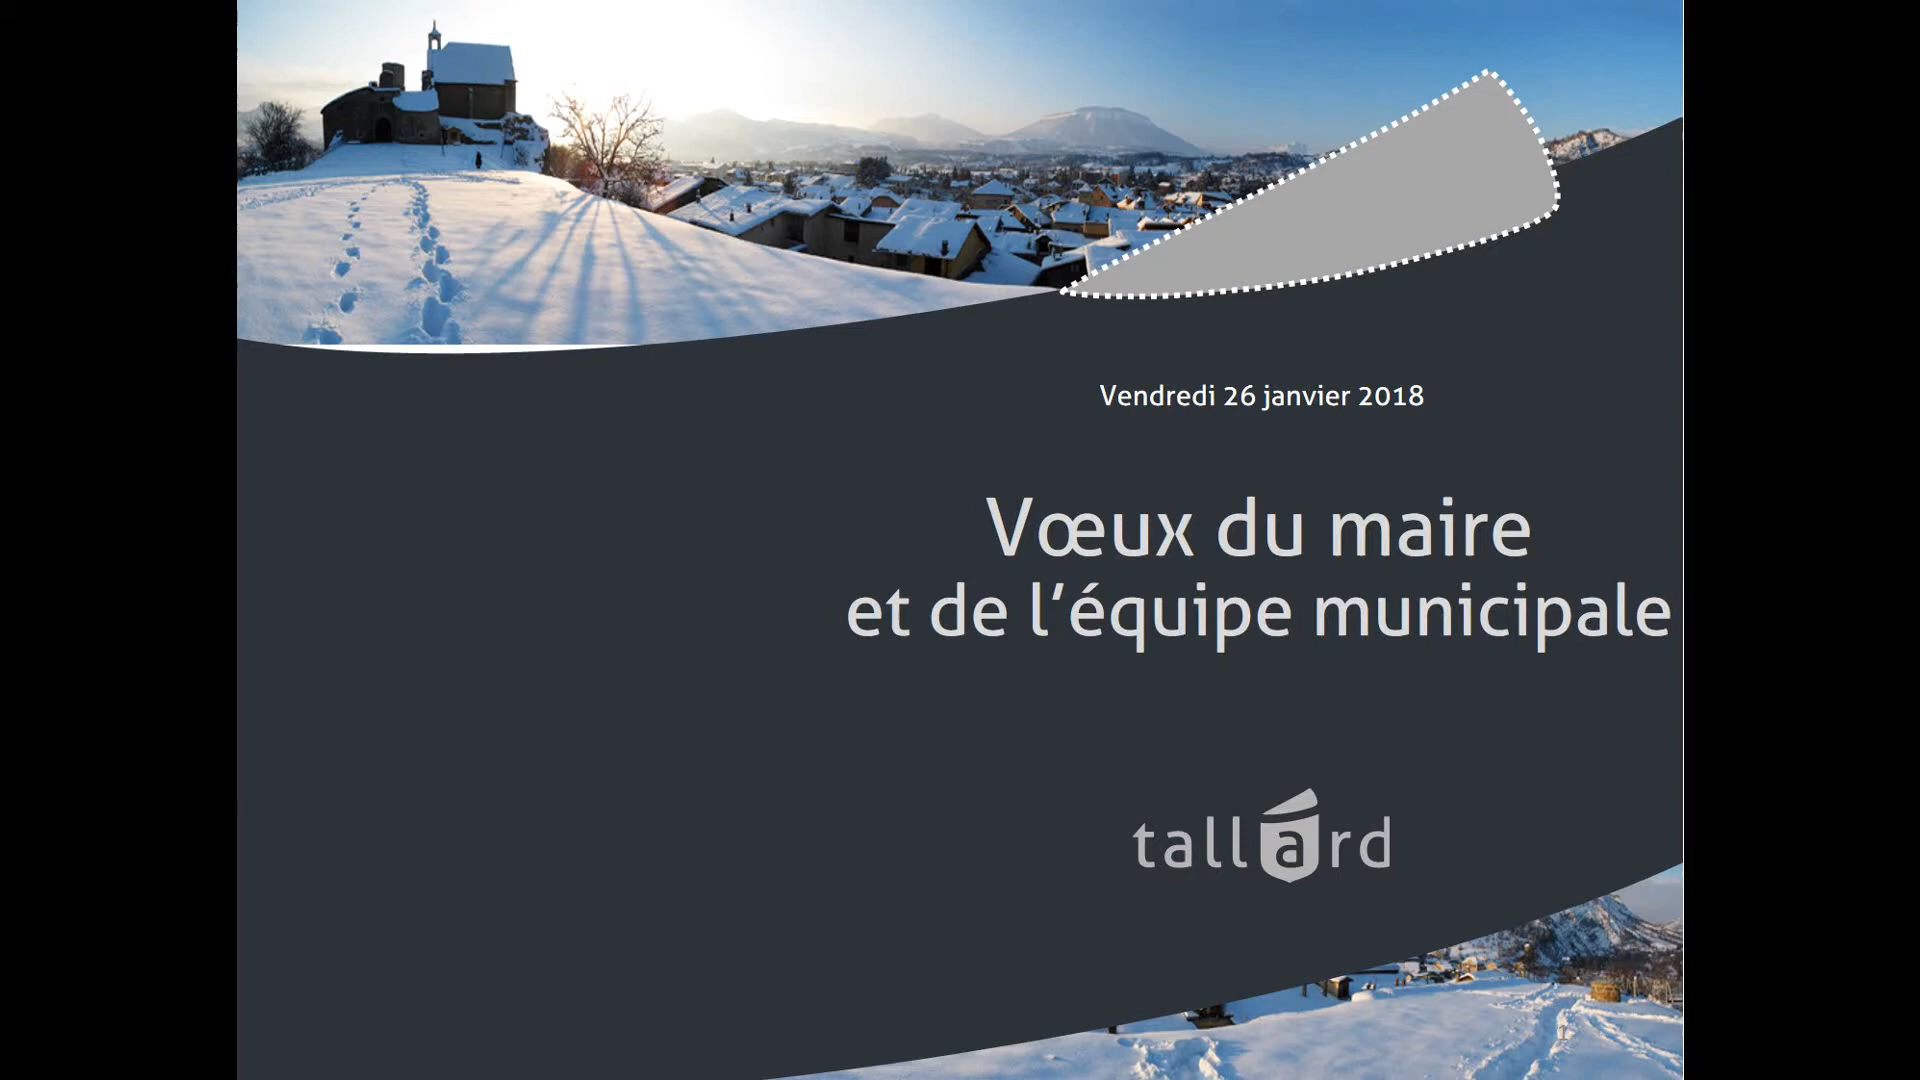 Vendredi 26 janvier 2018
Vœux du maire
et de l’équipe municipale
tallard